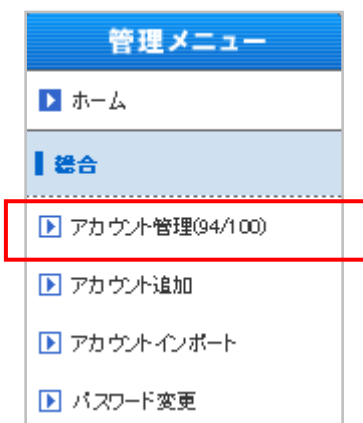 管理メニュー
ホーム
総合
アカウント管理(94/100)
アカウント追加
アカウントインポート
パスワード変更